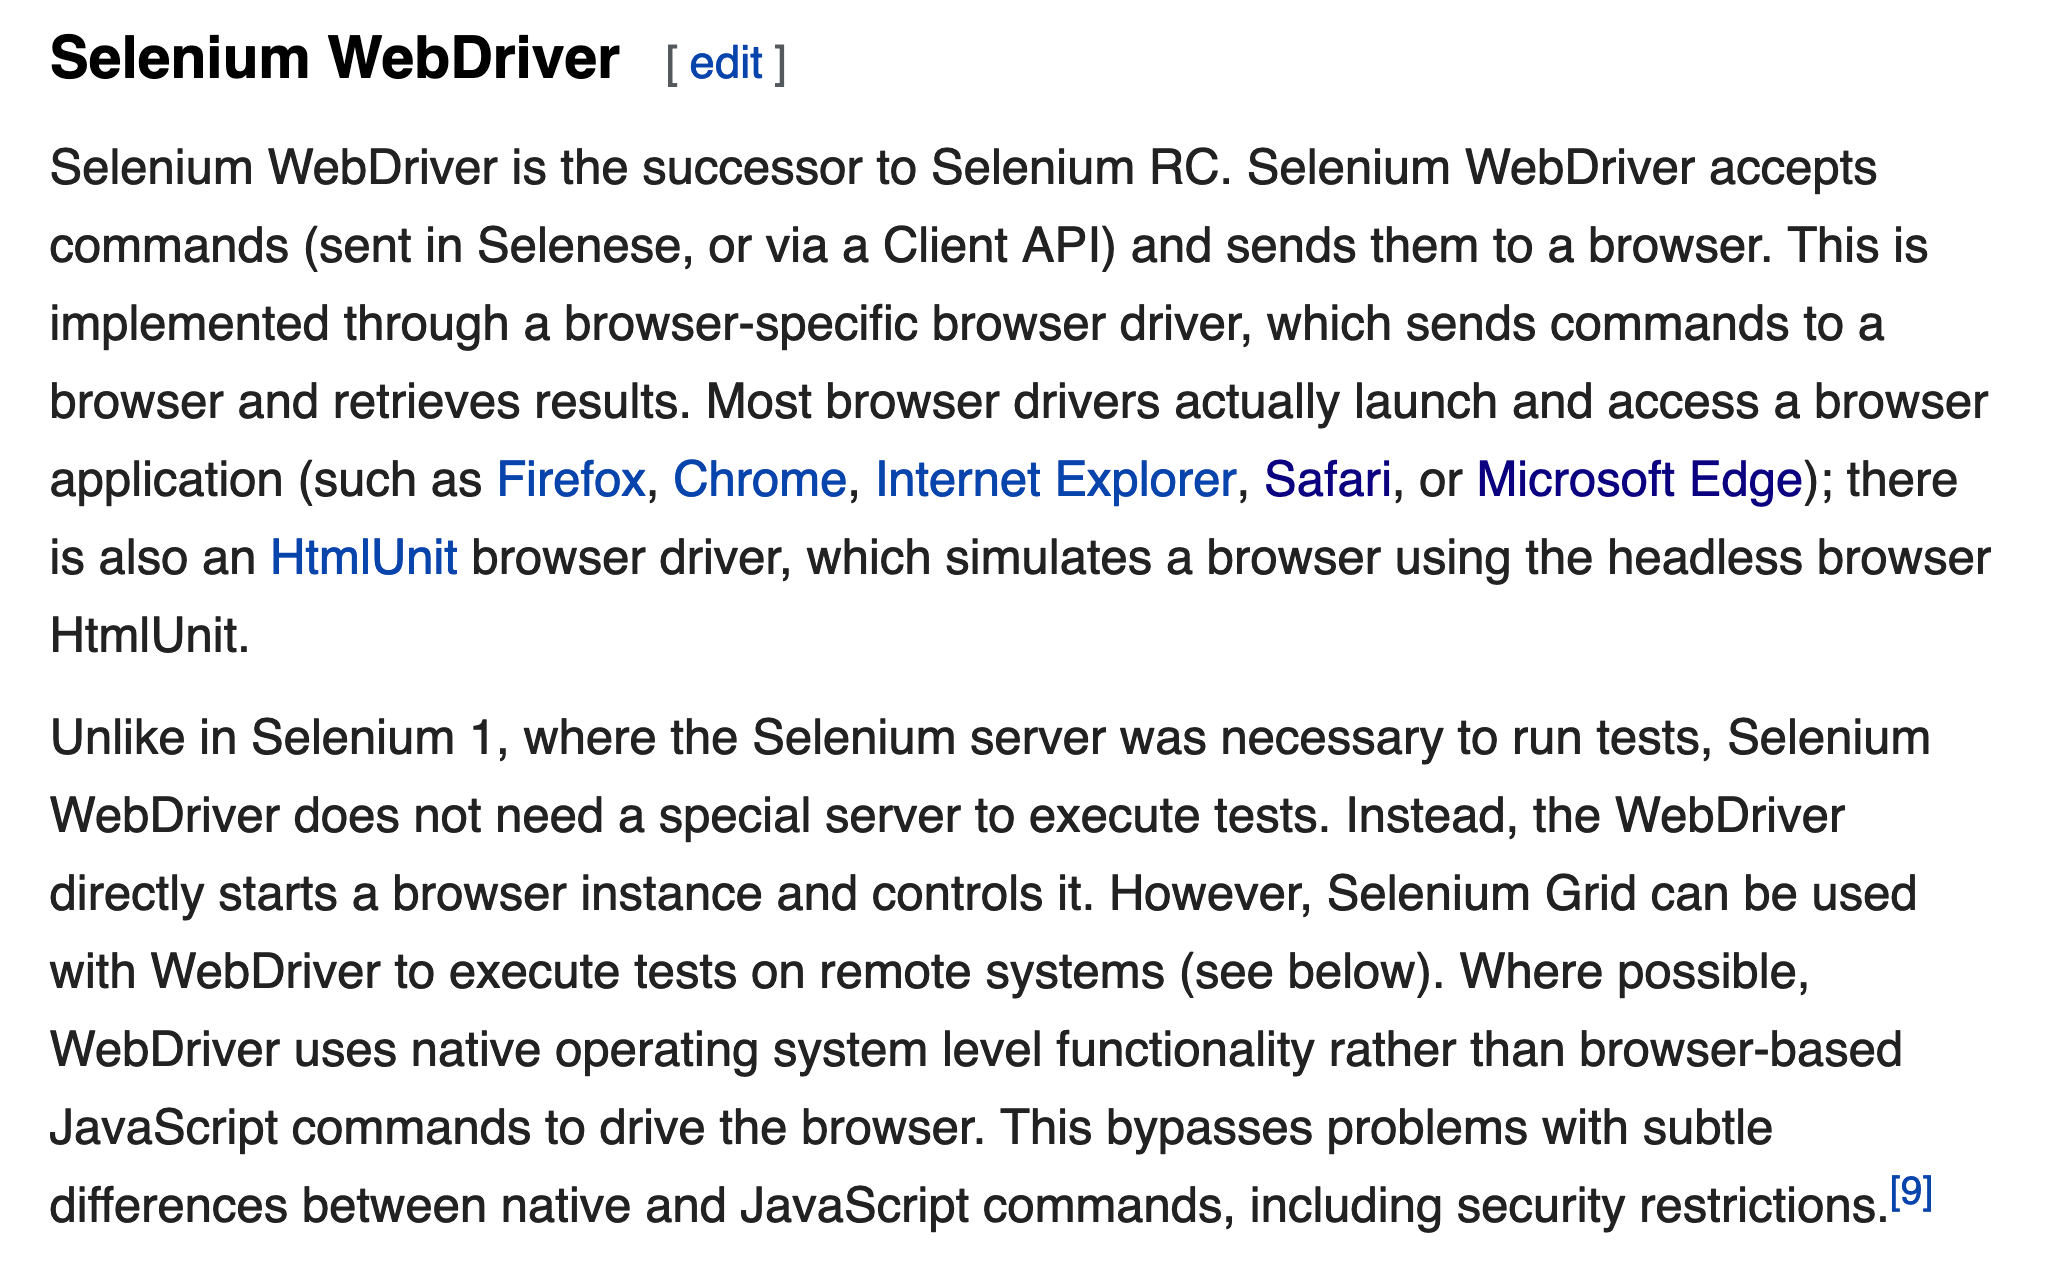 Selenium WebDriver [ edit ]
Selenium WebDriver is the successor to Selenium RC. Selenium WebDriver accepts
commands (sent in Selenese, or via a Client API) and sends them to a browser. This is
implemented through a browser-specific browser driver, which sends commands to a
browser and retrieves results. Most browser drivers actually launch and access a browser
application (such as Firefox, Chrome, Internet Explorer, Safari, or Microsoft Edge); there
is also an HtmlUnit browser driver, which simulates a browser using the headless browser
HtmlUnit.
Unlike in Selenium 1, where the Selenium server was necessary to run tests, Selenium
WebDriver does not need a special server to execute tests. Instead, the WebDriver
directly starts a browser instance and controls it. However, Selenium Grid can be used
with WebDriver to execute tests on remote systems (see below). Where possible,
WebDriver uses native operating system level functionality rather than browser-based
JavaScript commands to drive the browser. This bypasses problems with subtle
differences between native and JavaScript commands, including security restrictions.[9]